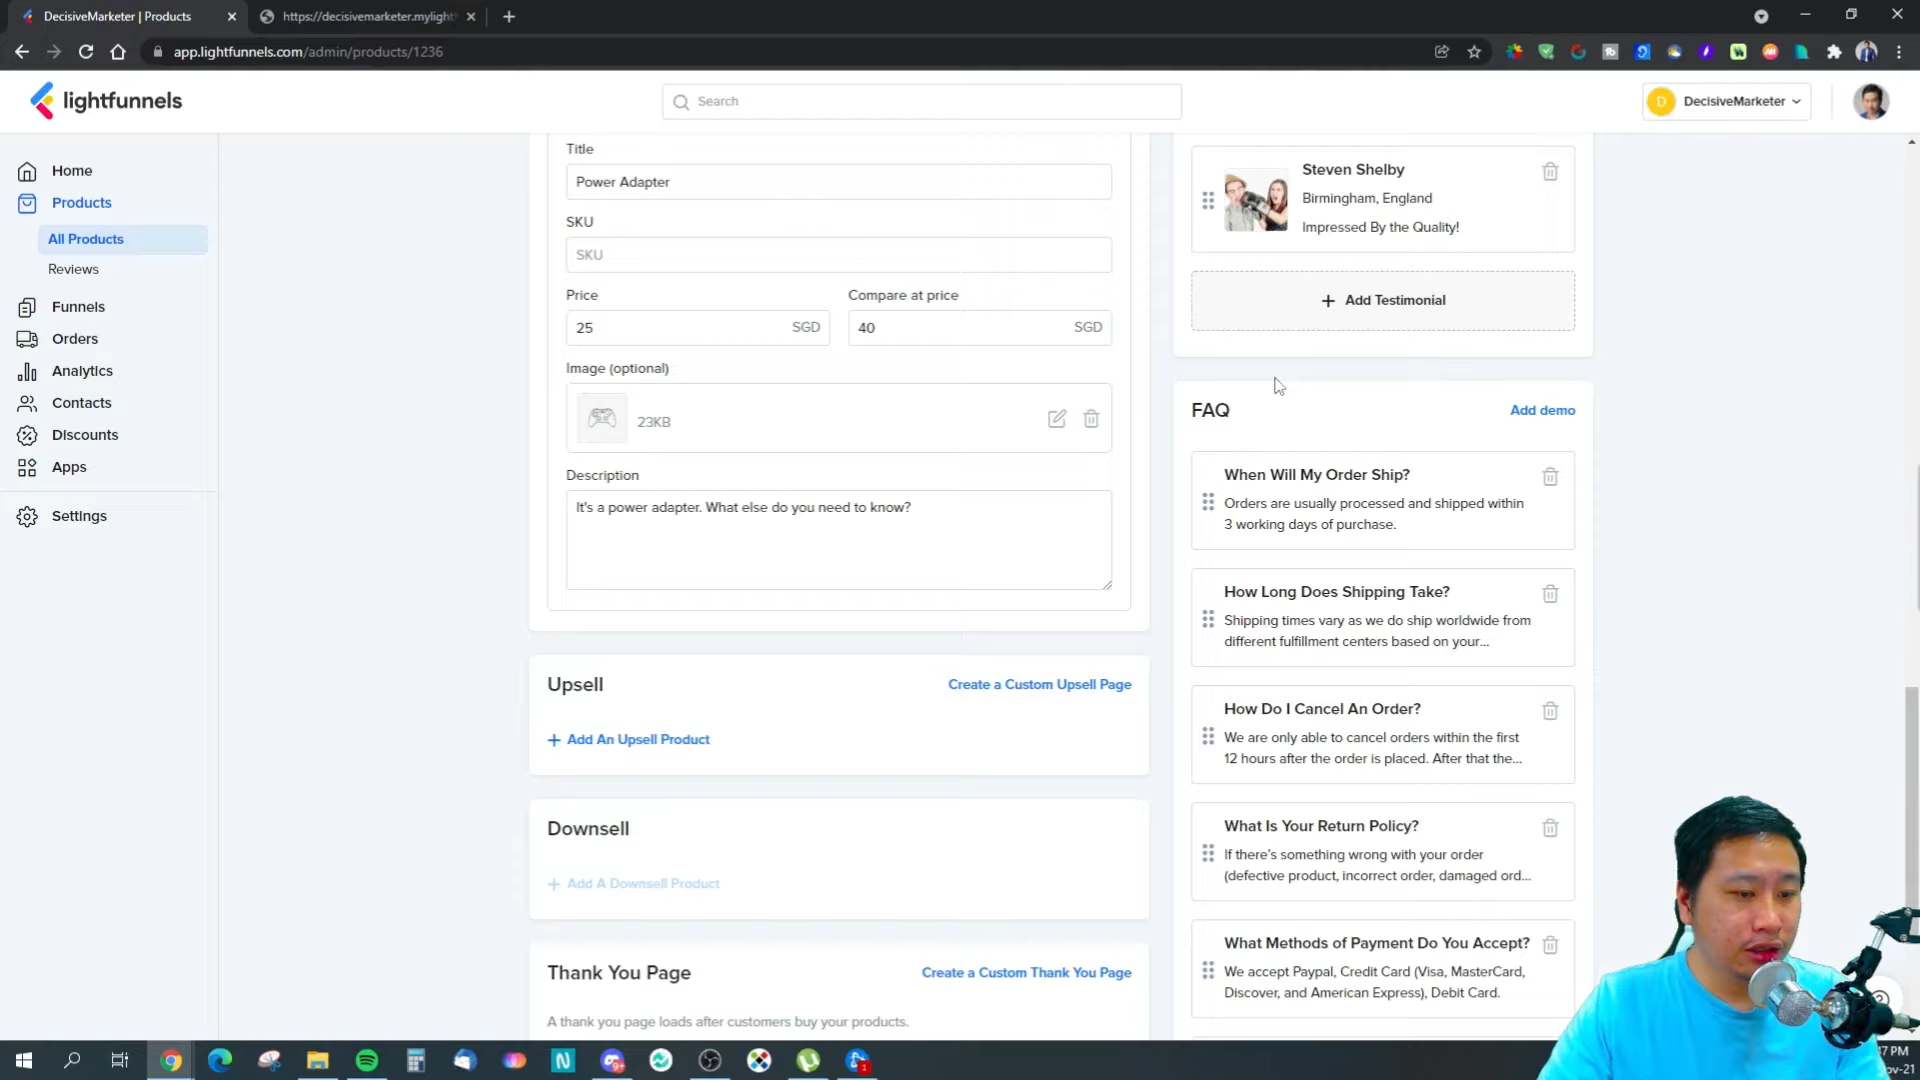 DecisiveMarketer | Products
https://decisivemarketer.mylight
app.lightfunnels.com/admin/products/1236
lightfunnels
Search
D
DecisiveMarketer
Home
Products
All Products
Reviews
Funnels
Orders
Analytics
Contacts
Discounts
Apps
Settings
Title
Power Adapter
SKU
SKU
Price
Compare at price
25
SGD
40
SGD
Image (optional)
23KB
Description
It's a power adapter. What else do you need to know?
Upsell
Create a Custom Upsell Page
+ Add An Upsell Product
Downsell
+ Add A Downsell Product
Thank You Page
Create a Custom Thank You Page
A thank you page loads after customers buy your products.
Steven Shelby
Birmingham, England
Impressed By the Quality!
+ Add Testimonial
FAQ
Add demo
When Will My Order Ship?
Orders are usually processed and shipped within
3 working days of purchase.
How Long Does Shipping Take?
Shipping times vary as we do ship worldwide from
different fulfillment centers based on your...
How Do I Cancel An Order?
We are only able to cancel orders within the first
12 hours after the order is placed. After that the...
What Is Your Return Policy?
If there's something wrong with your order
(defective product, incorrect order, damaged ord...
What Methods of Payment Do You Accept?
We accept Paypal, Credit Card (Visa, MasterCard,
Discover, and American Express), Debit Card.